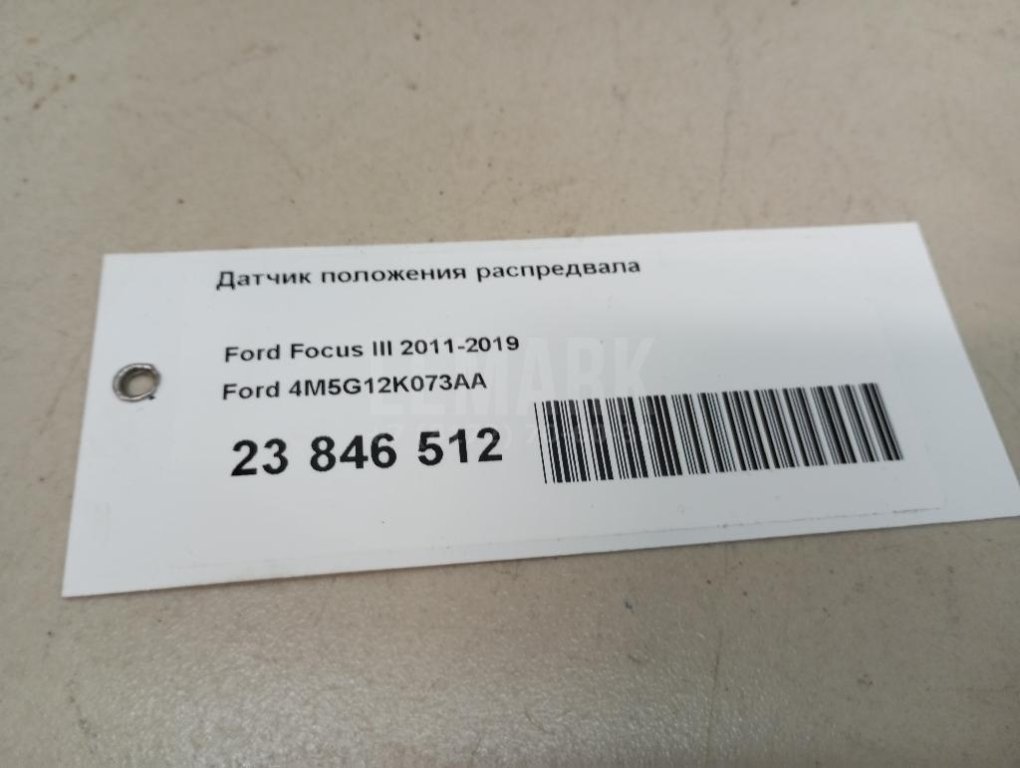 Датчик положения распредвала
Ford Focus III 2011-2019
Ford 4M5G12K073AA
23 846 512